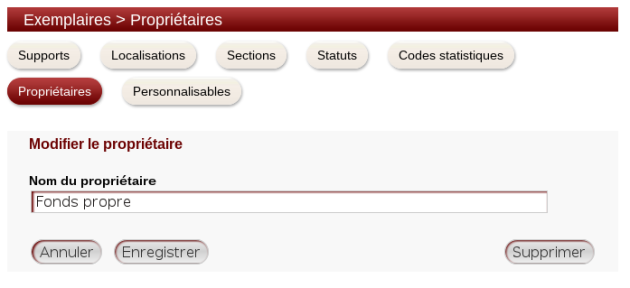 Exemplaires > Propriétaires
Supports Localisations Sections Statuts Codes statistiques
Propriétaires Personnalisables
Modifier le propriétaire
Nom du propriétaire
Fonds propre
Annuler Enregistrer Supprimer